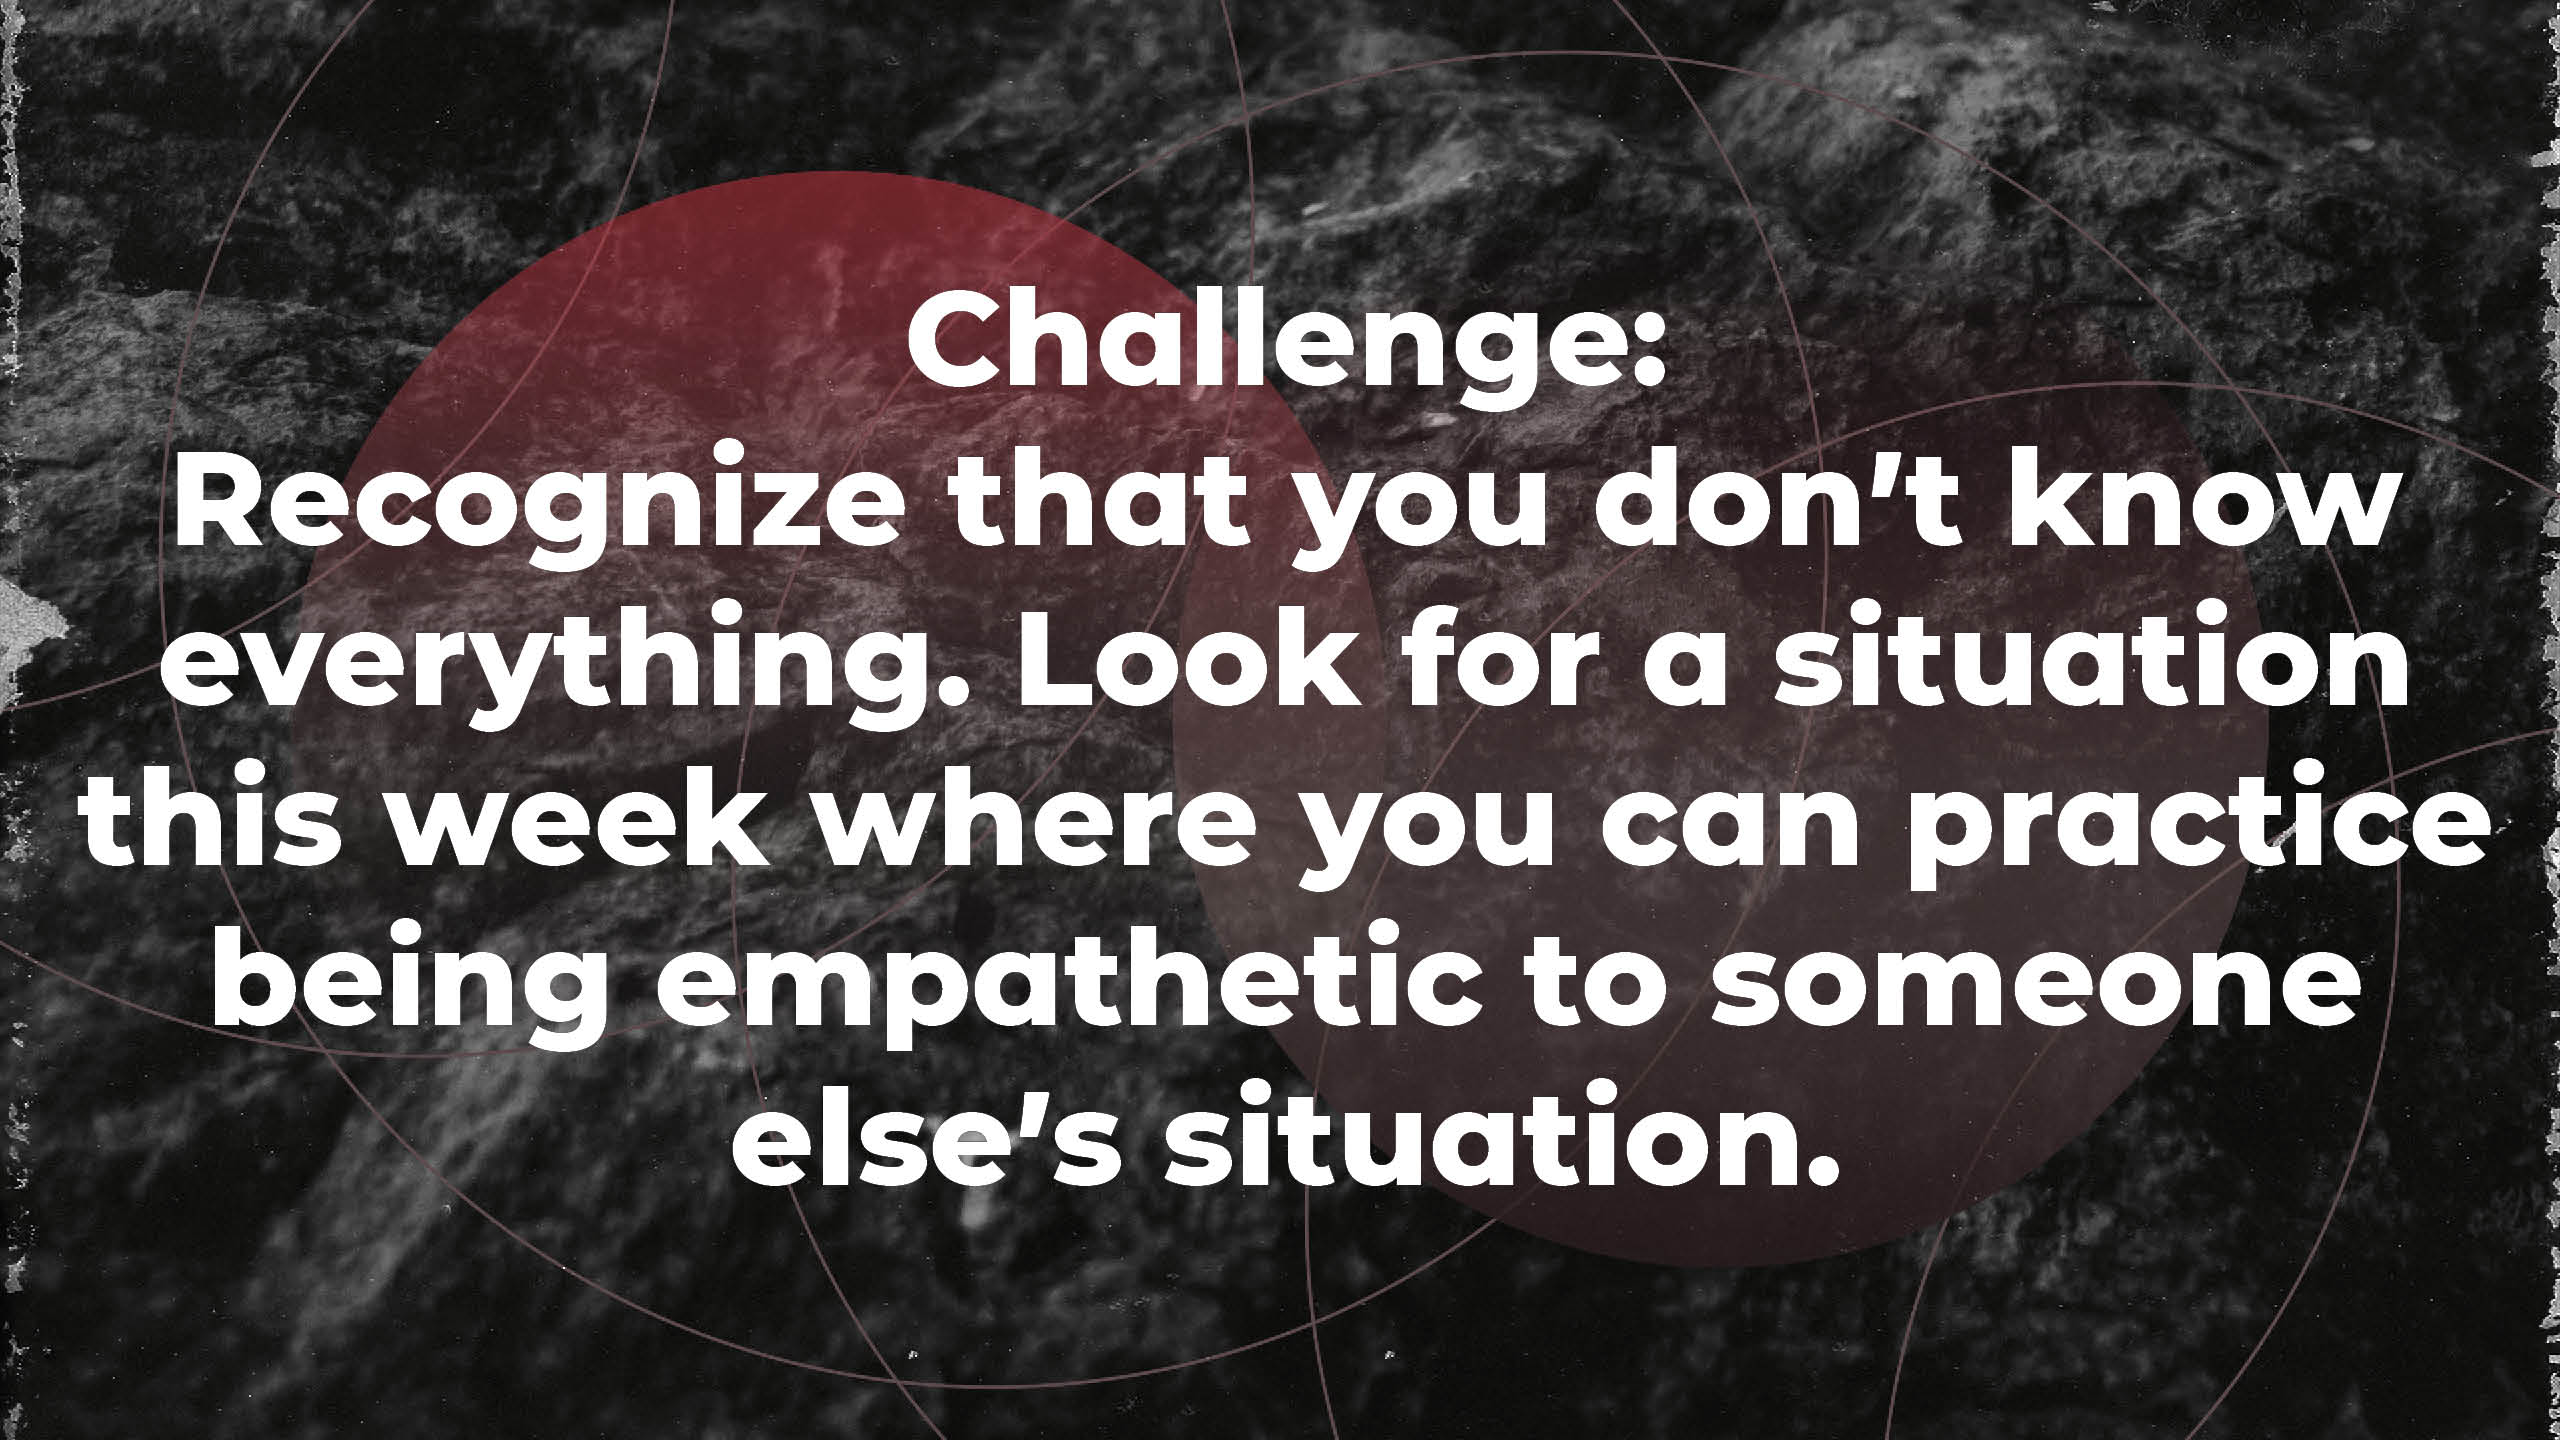 Challenge:
Recognize that you don't know
everything. Look for a situation
this week where you can practice
being empathetic to someone
else's situation.